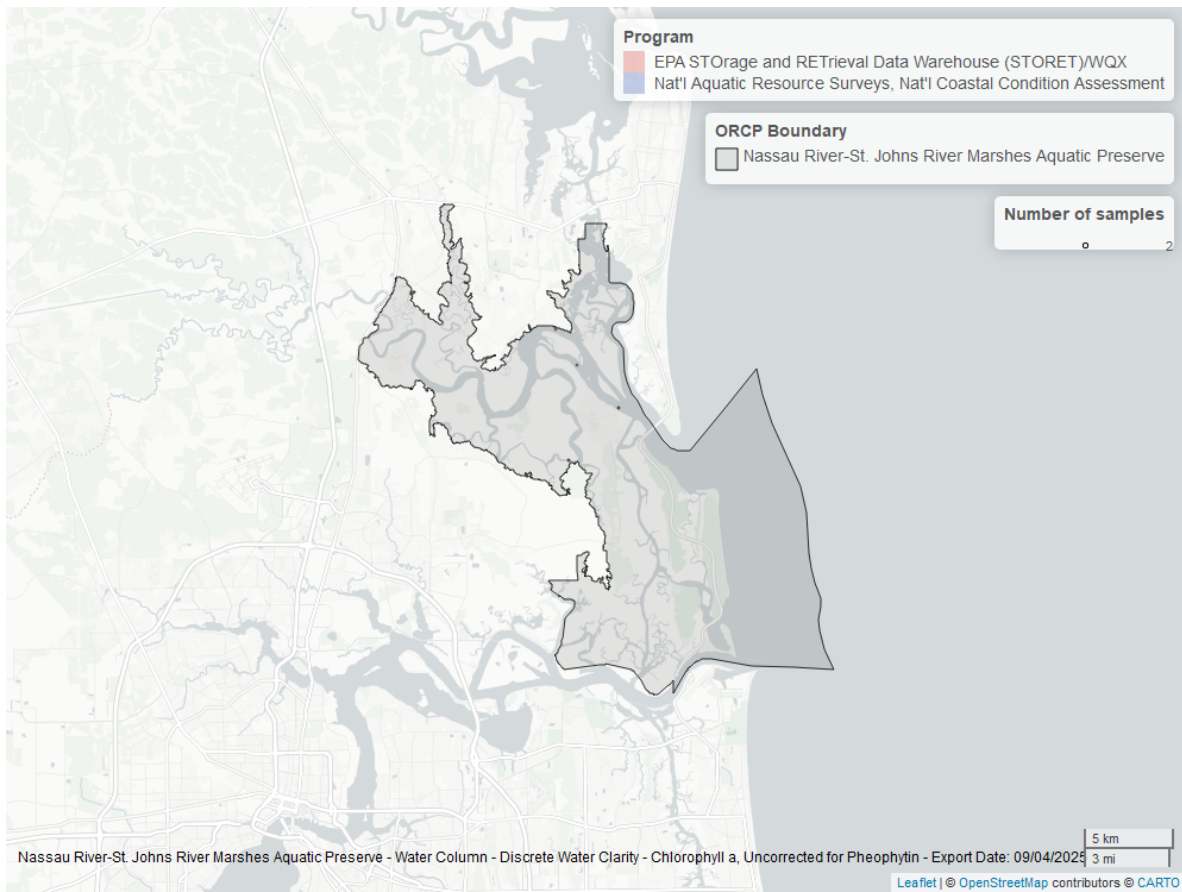 Program
EPA STOrage and RETrieval Data Warehouse (STORET)/WQX
Nat'l Aquatic Resource Surveys, Nat'l Coastal Condition Assessment
ORCP Boundary
Nassau River-St. Johns River Marshes Aquatic Preserve
Number of samples
2
5 km
3 mi
Nassau River-St. Johns River Marshes Aquatic Preserve - Water Column - Discrete Water Clarity - Chlorophyll a, Uncorrected for Pheophytin - Export Date: 09/04/2025
Leaflet | © OpenStreetMap contributors © CARTO